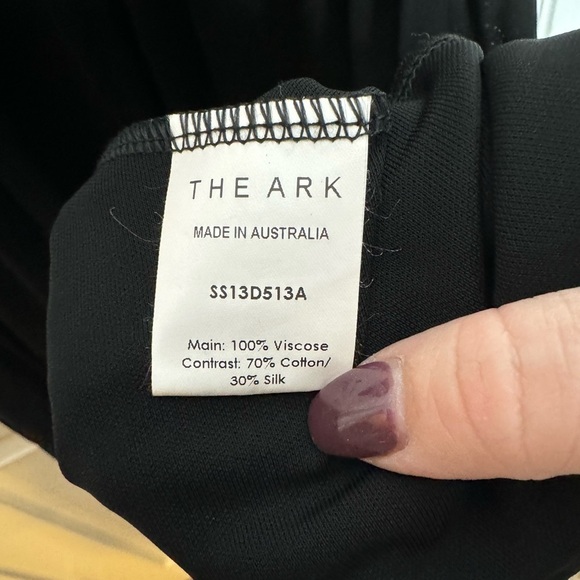 THE ARK
MADE IN AUSTRALIA
SS13D513A
Main: 100% Viscose
Contrast: 70% Cotton/
30% Silk